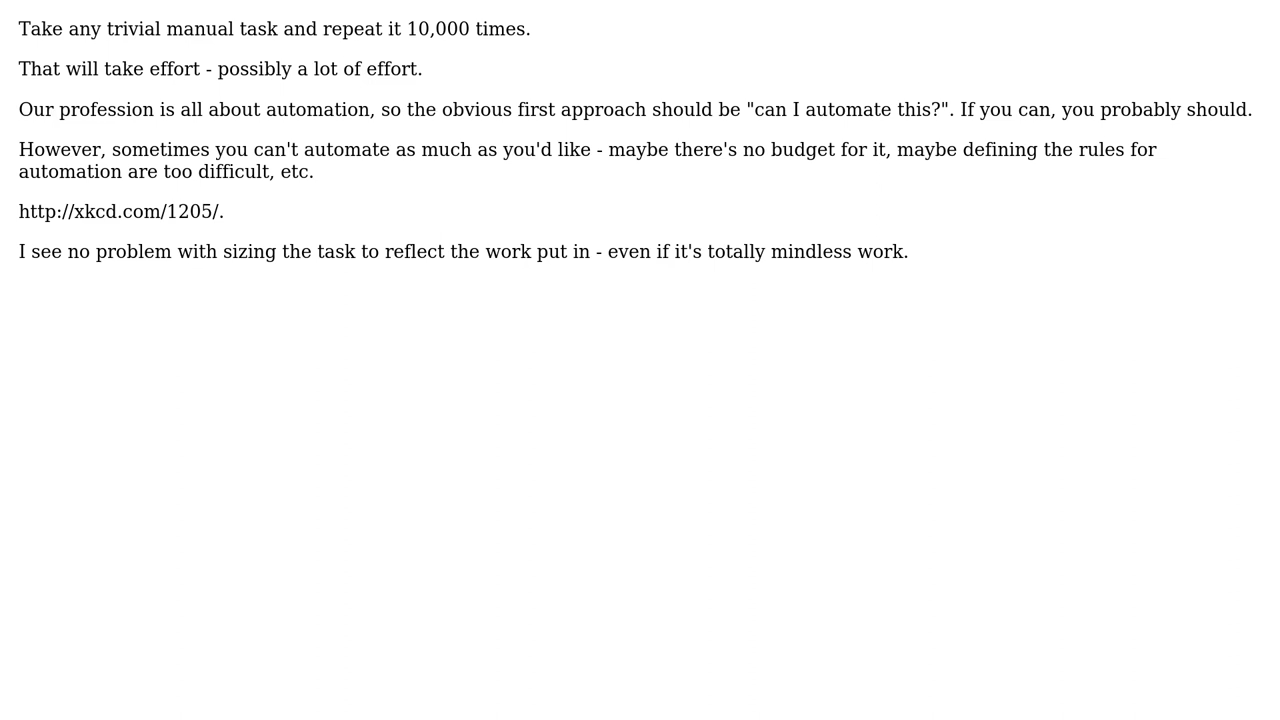 Take any trivial manual task and repeat it 10,000 times.
That will take effort - possibly a lot of effort.
Our profession is all about automation, so the obvious first approach should be "can I automate this?". If you can, you probably should.
However, sometimes you can't automate as much as you'd like - maybe there's no budget for it, maybe defining the rules for
automation are too difficult, etc.
http://xkcd.com/1205/.
I see no problem with sizing the task to reflect the work put in - even if it's totally mindless work.